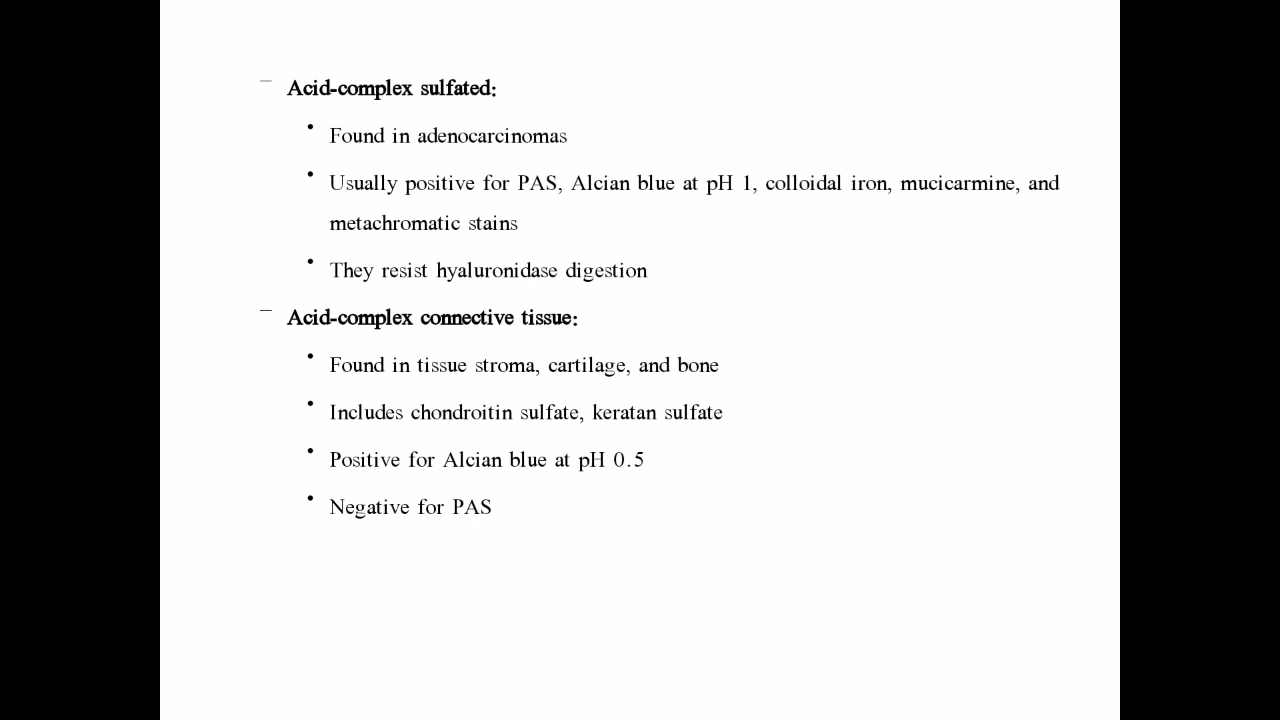 – Acid-complex sulfated:
• Found in adenocarcinomas
• Usually positive for PAS, Alcian blue at pH 1, colloidal iron, mucicarmine, and
metachromatic stains
• They resist hyaluronidase digestion
– Acid-complex connective tissue:
• Found in tissue stroma, cartilage, and bone
• Includes chondroitin sulfate, keratan sulfate
• Positive for Alcian blue at pH 0.5
• Negative for PAS